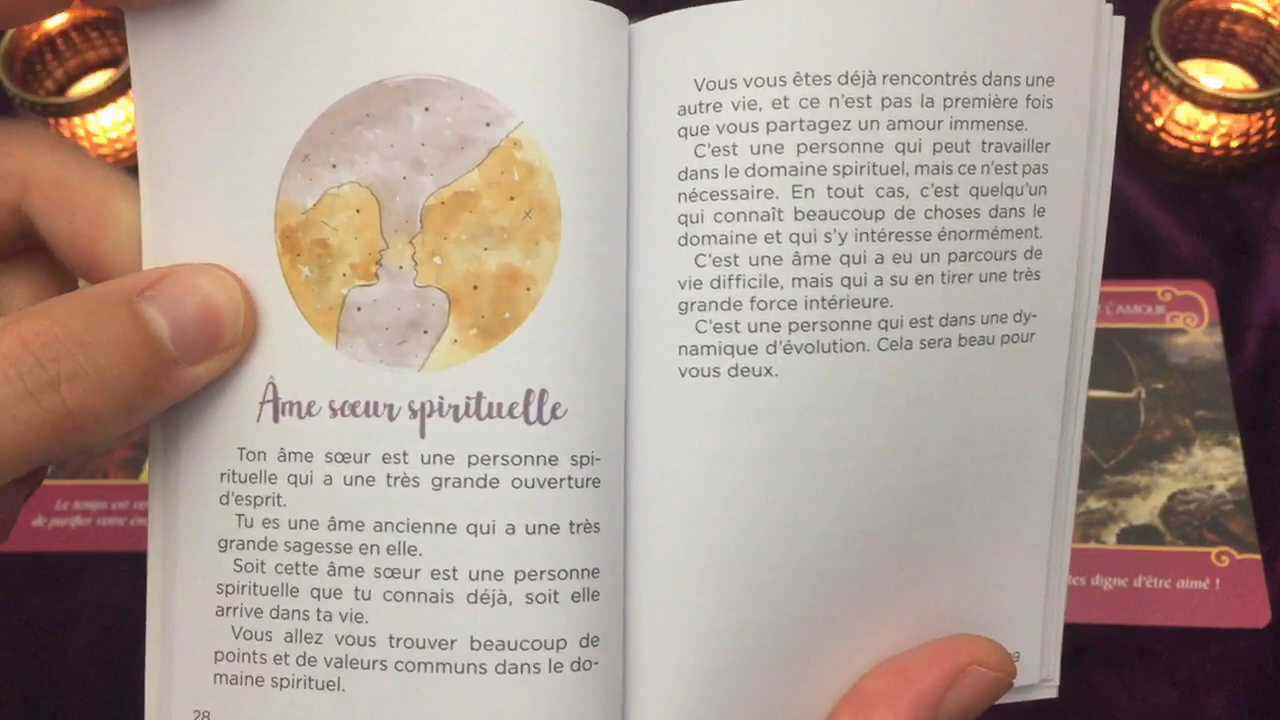 Âme sœur spirituelle
Ton âme sœur est une personne spi-
rituelle qui a une très grande ouverture
d'esprit.
Tu es une âme ancienne qui a une très
grande sagesse en elle.
Soit cette âme sœur est une personne
spirituelle que tu connais déjà, soit elle
arrive dans ta vie.
Vous allez vous trouver beaucoup de
points et de valeurs communs dans le do-
maine spirituel.
28
Vous vous êtes déjà rencontrés dans une
autre vie, et ce n'est pas la première fois
que vous partagez un amour immense.
C'est une personne qui peut travailler
dans le domaine spirituel, mais ce n'est pas
nécessaire. En tout cas, c'est quelqu'un
qui connaît beaucoup de choses dans le
domaine et qui s'y intéresse énormément.
C'est une âme qui a eu un parcours de
vie difficile, mais qui a su en tirer une très
grande force intérieure.
C'est une personne qui est dans une dy-
namique d'évolution. Cela sera beau pour
vous deux.
Le temps est
de purifier votre
L'AMOUR
digne d'être aimé !